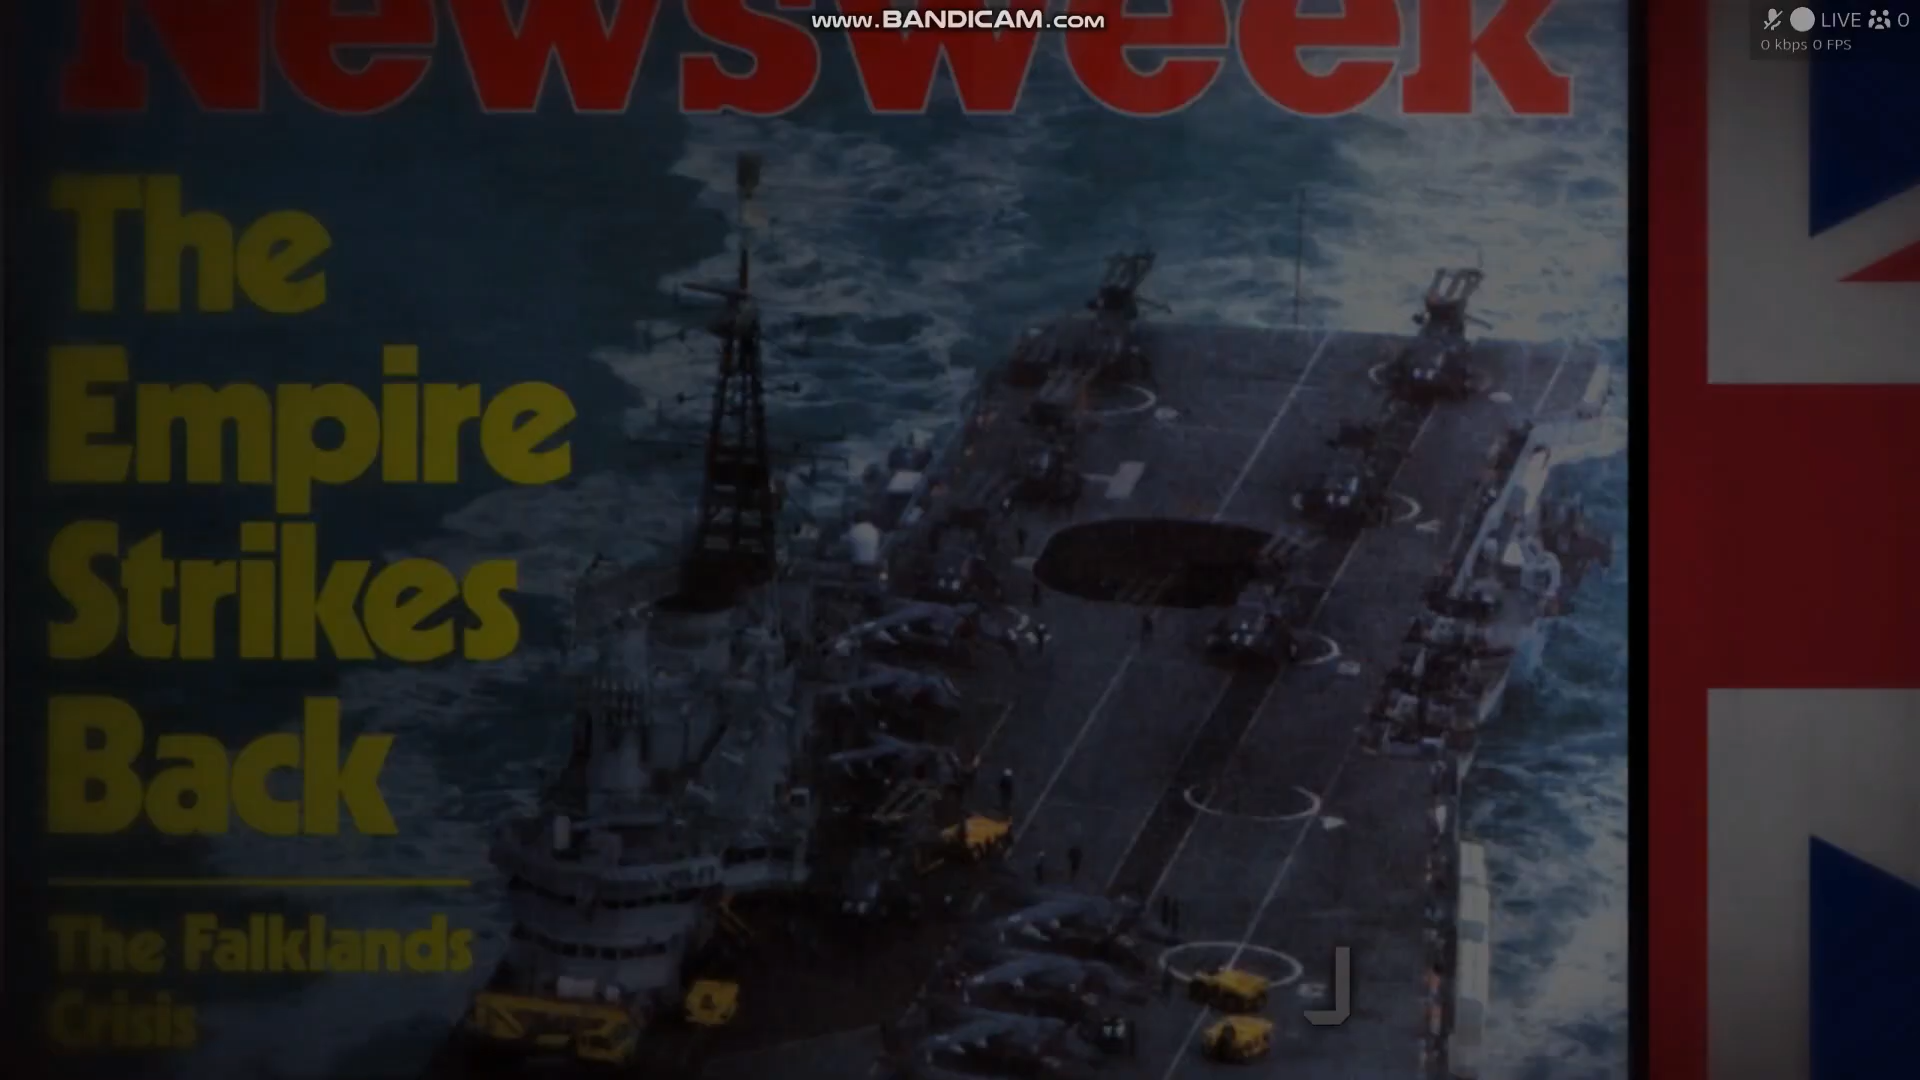 www.BANDICAM.com
LIVE 0
0 kbps 0 FPS
Newsweek
The
Empire
Strikes
Back
The Falklands
Crisis
J